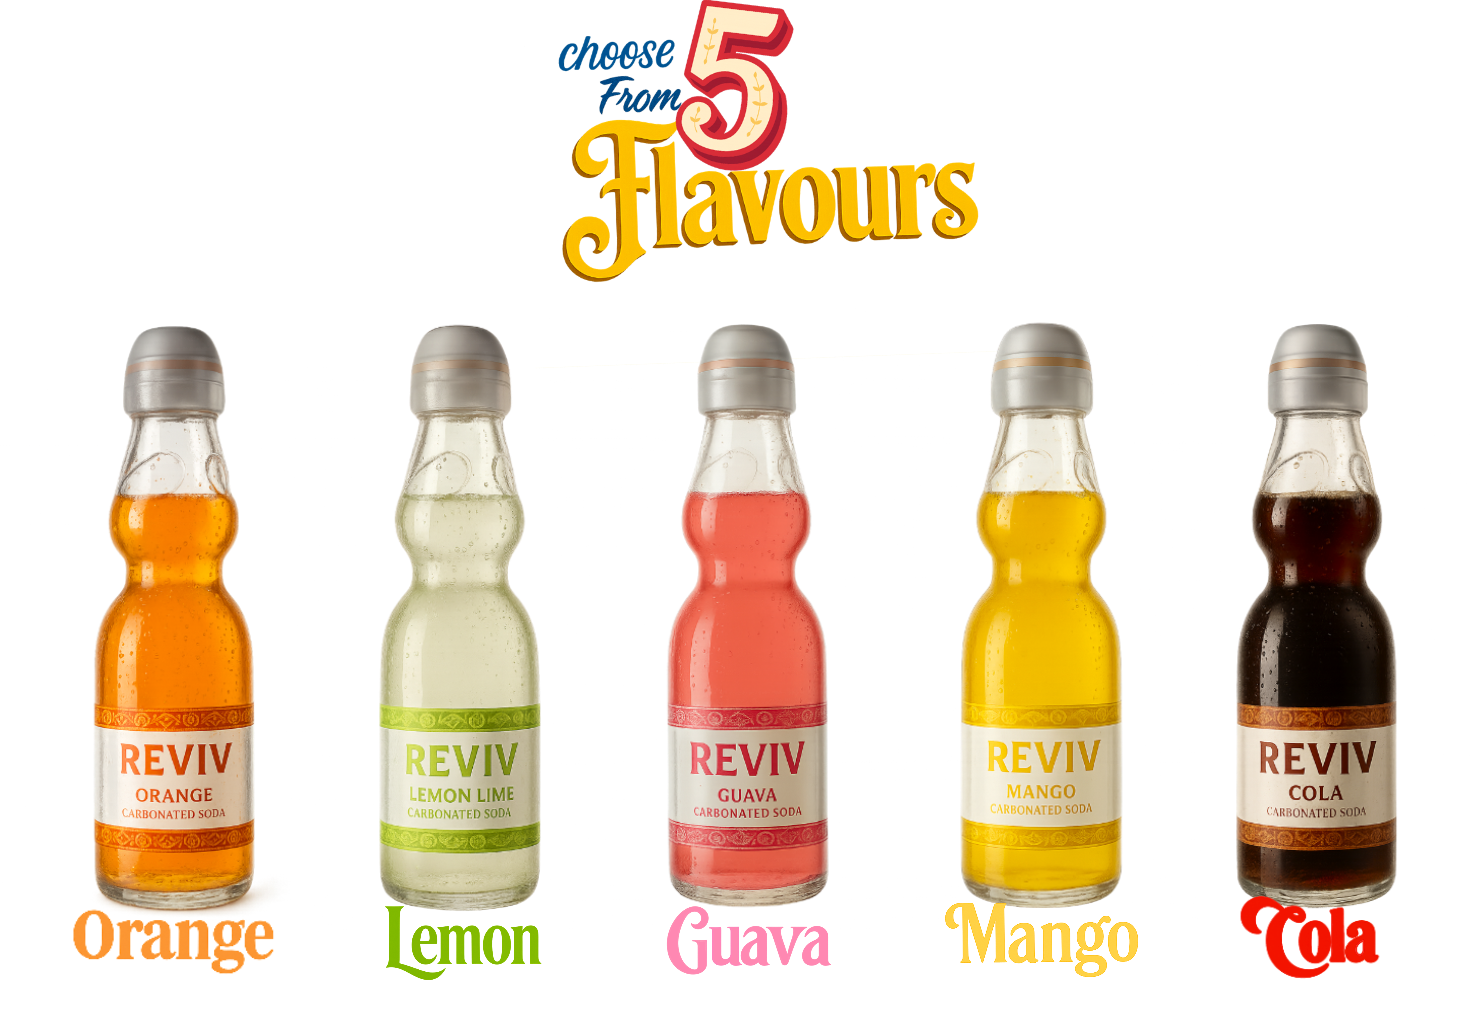 choose
From 5
Flavours
REVIV
ORANGE
CARBONATED SODA
Orange
REVIV
LEMON LIME
CARBONATED SODA
Lemon
REVIV
GUAVA
CARBONATED SODA
Guava
REVIV
MANGO
CARBONATED SODA
Mango
REVIV
COLA
CARBONATED SODA
Cola